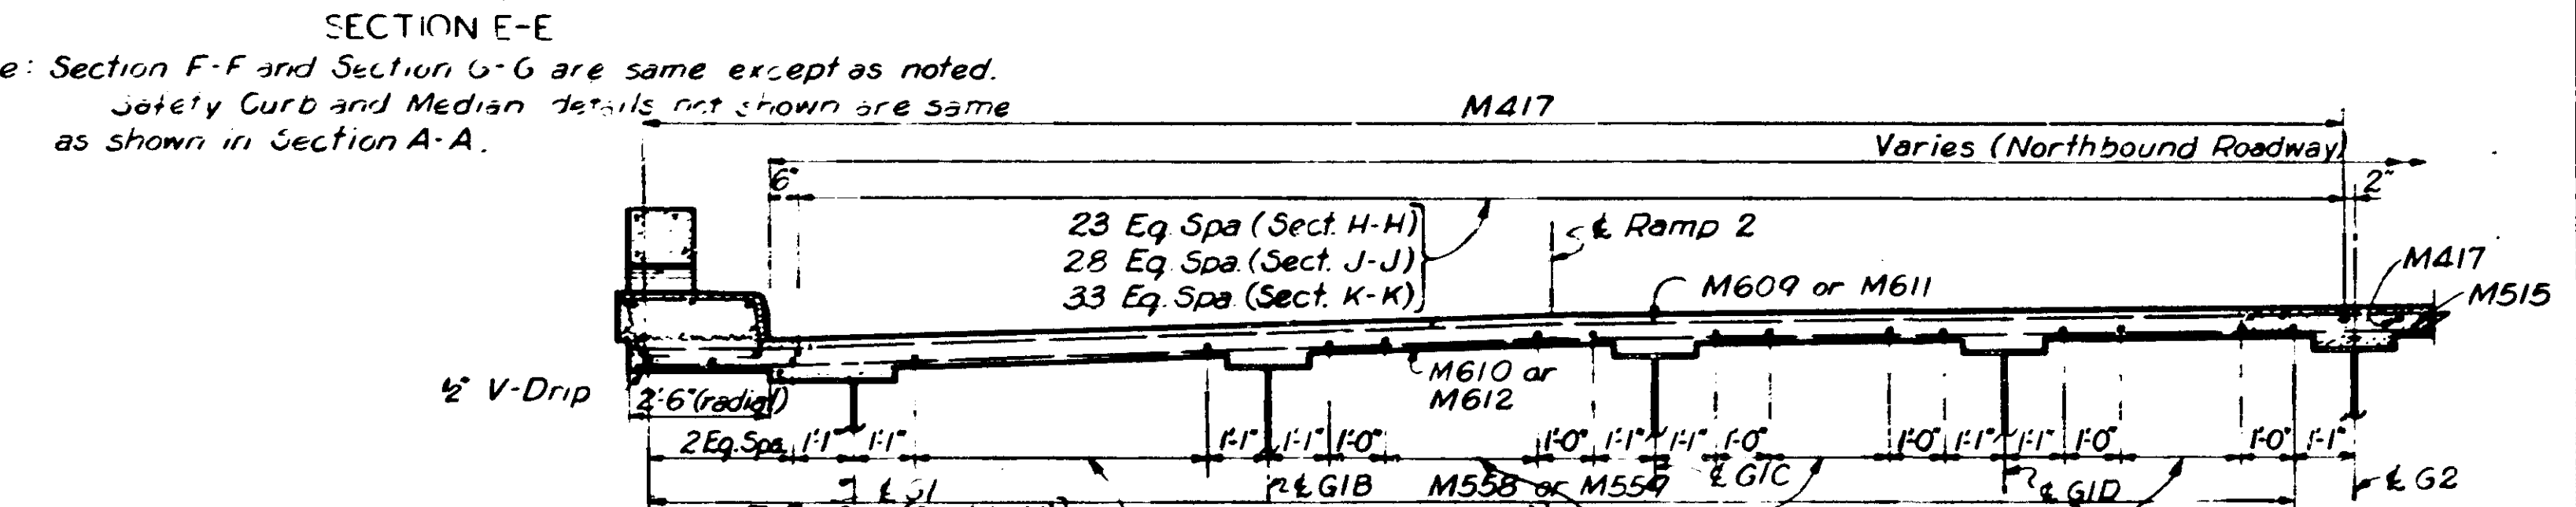 SECTION E-E
e: Section F-F and Section G-G are same except as noted.
Safety Curb and Median details not shown are same
as shown in Section A-A.
M417
Varies (Northbound Roadway)
6"
2"
23 Eq. Spa (Sect. H-H)
28 Eq. Spa. (Sect. J-J)
33 Eq. Spa. (Sect. K-K)
℄ Ramp 2
M609 or M611
M417
M515
½" V-Drip
2'-6" (radial)
M610 or
M612
2 Eq. Spa. 1'-1" 1'-1" 1'-1" 1'-1" 1'-0" 1'-0" 1'-1" 1'-1" 1'-0" 1'-0" 1'-1" 1'-1" 1'-0" 1'-0" 1'-1"
℄ G1 ℄ G1B M558 or M559 ℄ G1C ℄ G1D ℄ G2